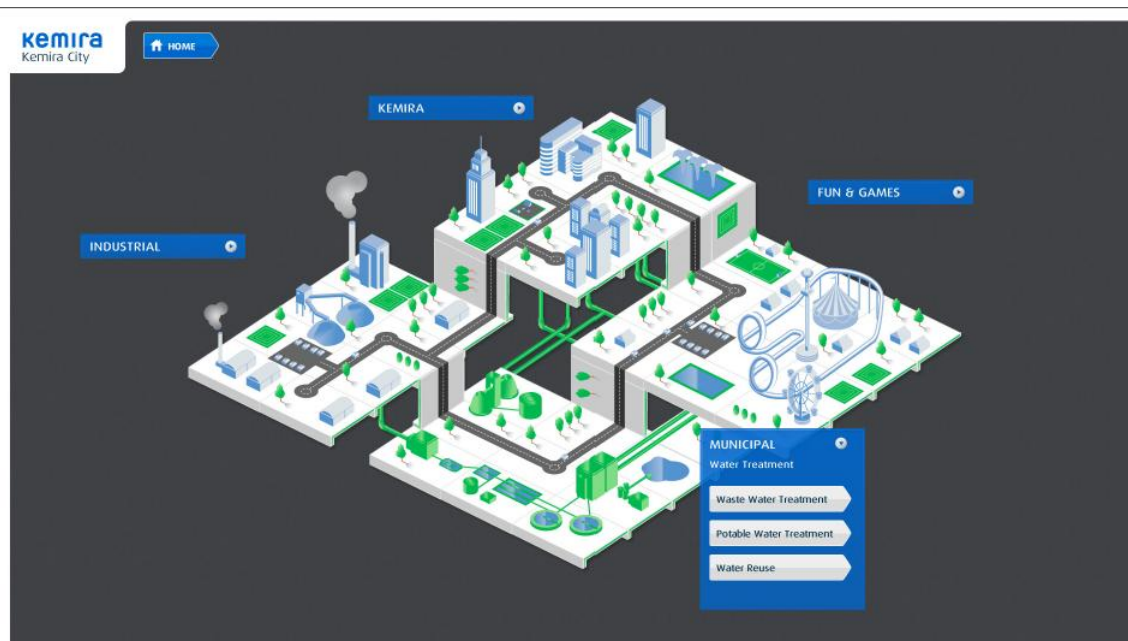 kemira
Kemira City
HOME
KEMIRA
FUN & GAMES
INDUSTRIAL
MUNICIPAL
Water Treatment
Waste Water Treatment
Potable Water Treatment
Water Reuse